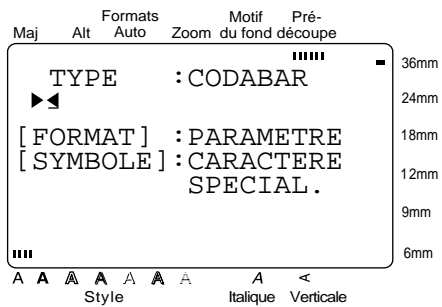 Formats Motif Pré-
Maj Alt Auto Zoom du fond découpe
TYPE :CODABAR
[FORMAT] :PARAMETRE
[SYMBOLE]:CARACTERE
SPECIAL.
36mm
24mm
18mm
12mm
9mm
6mm
A A A A A A A A A
Style Italique Verticale